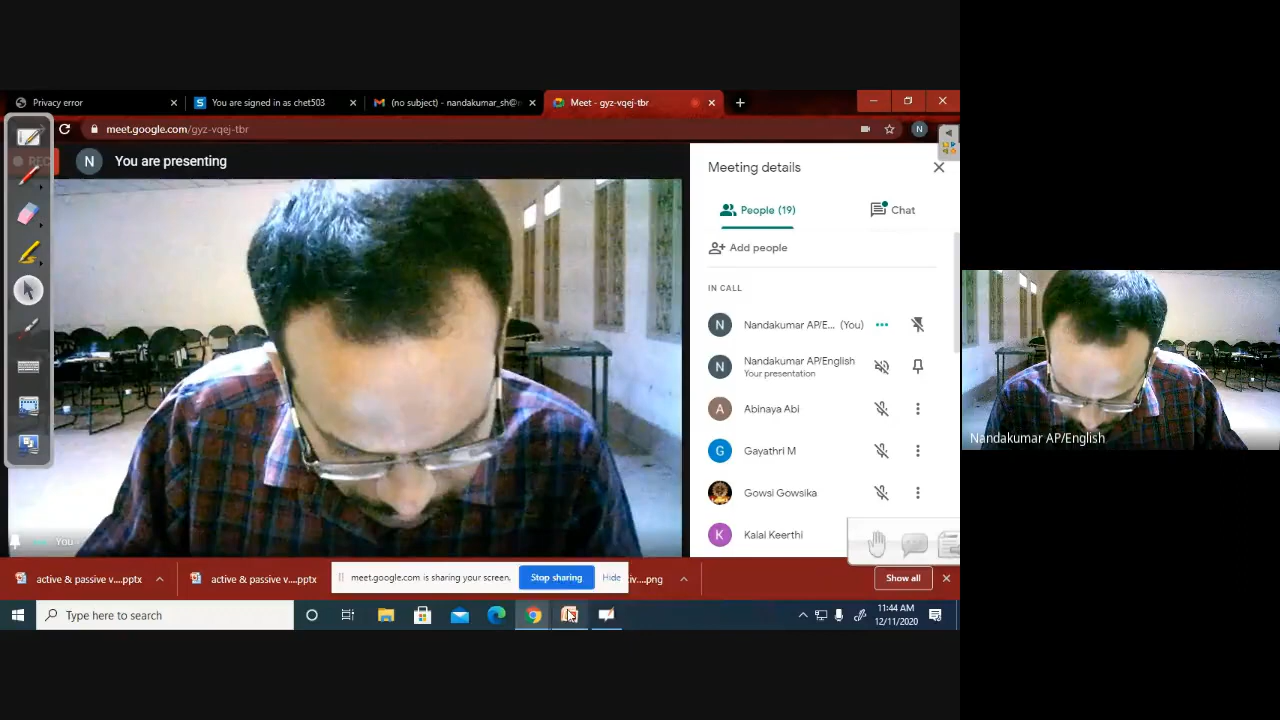 Privacy error
You are signed in as chet503
(no subject) - nandakumar_sh@
Meet - gyz-vqej-tbr
meet.google.com/gyz-vqej-tbr
N
REC
N
You are presenting
Meeting details
People (19)
Chat
Add people
IN CALL
N
Nandakumar AP/E... (You)
N
Nandakumar AP/English
Your presentation
A
Abinaya Abi
G
Gayathri M
Gowsi Gowsika
K
Kalai Keerthi
You
Nandakumar AP/English
active & passive v....pptx
active & passive v....pptx
meet.google.com is sharing your screen.
Stop sharing
Hide
iv....png
Show all
Type here to search
11:44 AM
12/11/2020